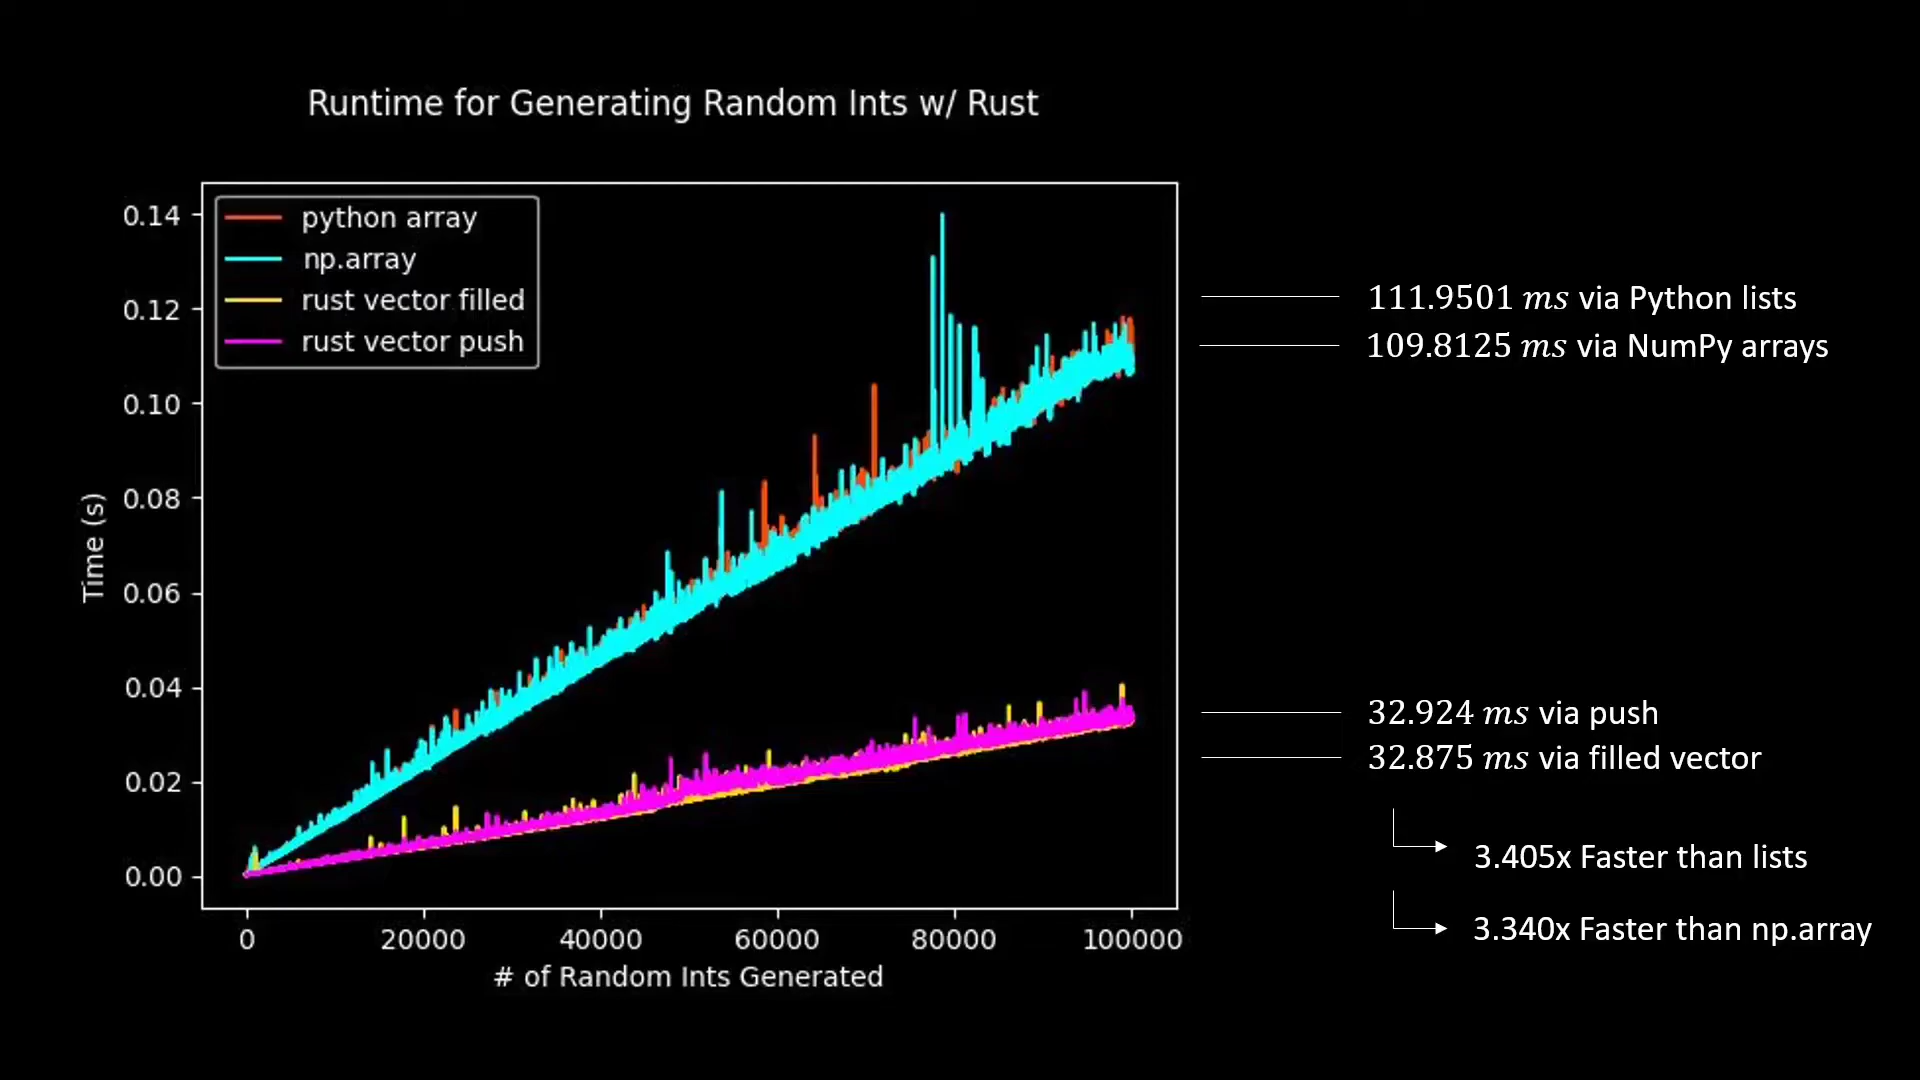 Runtime for Generating Random Ints w/ Rust
python array
np.array
rust vector filled
rust vector push
0.14
0.12
0.10
0.08
0.06
0.04
0.02
0.00
Time (s)
0 20000 40000 60000 80000 100000
# of Random Ints Generated
111.9501 ms via Python lists
109.8125 ms via NumPy arrays
32.924 ms via push
32.875 ms via filled vector
3.405x Faster than lists
3.340x Faster than np.array